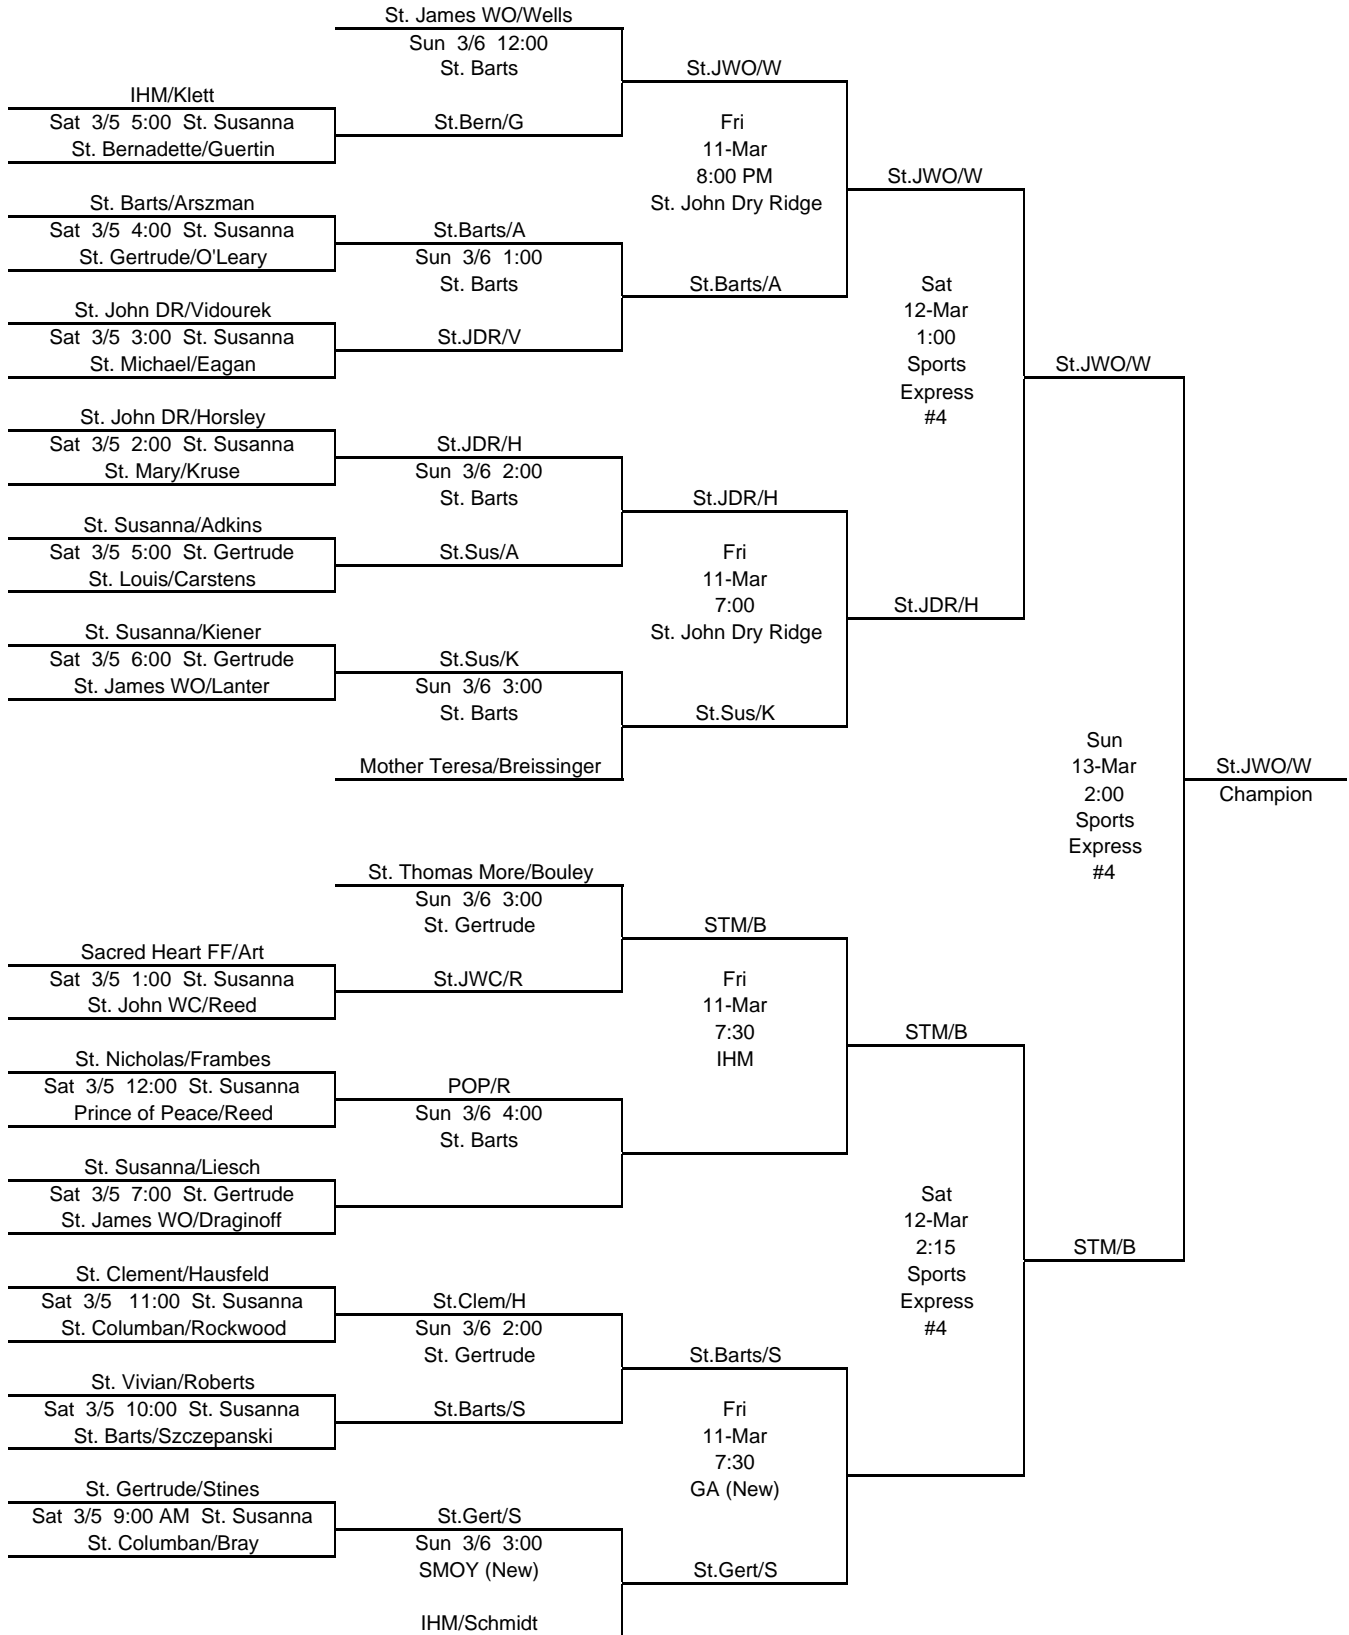 St. James WO/Wells
Sun 3/6 12:00
St. Barts
St.JWO/W
IHM/Klett
Sat 3/5 5:00 St. Susanna
St. Bernadette/Guertin
St.Bern/G
Fri
11-Mar
8:00 PM
St. John Dry Ridge
St.JWO/W
St. Barts/Arszman
Sat 3/5 4:00 St. Susanna
St. Gertrude/O'Leary
St.Barts/A
Sun 3/6 1:00
St. Barts
St.Barts/A
St. John DR/Vidourek
Sat 3/5 3:00 St. Susanna
St. Michael/Eagan
St.JDR/V
Sat
12-Mar
1:00
Sports
Express
#4
St.JWO/W
St. John DR/Horsley
Sat 3/5 2:00 St. Susanna
St. Mary/Kruse
St.JDR/H
Sun 3/6 2:00
St. Barts
St.JDR/H
St. Susanna/Adkins
Sat 3/5 5:00 St. Gertrude
St. Louis/Carstens
St.Sus/A
Fri
11-Mar
7:00
St. John Dry Ridge
St.JDR/H
St. Susanna/Kiener
Sat 3/5 6:00 St. Gertrude
St. James WO/Lanter
St.Sus/K
Sun 3/6 3:00
St. Barts
St.Sus/K
Mother Teresa/Breissinger
Sun
13-Mar
2:00
Sports
Express
#4
St.JWO/W
Champion
St. Thomas More/Bouley
Sun 3/6 3:00
St. Gertrude
STM/B
Sacred Heart FF/Art
Sat 3/5 1:00 St. Susanna
St. John WC/Reed
St.JWC/R
Fri
11-Mar
7:30
IHM
STM/B
St. Nicholas/Frambes
Sat 3/5 12:00 St. Susanna
Prince of Peace/Reed
POP/R
Sun 3/6 4:00
St. Barts
St. Susanna/Liesch
Sat 3/5 7:00 St. Gertrude
St. James WO/Draginoff
Sat
12-Mar
2:15
Sports
Express
#4
STM/B
St. Clement/Hausfeld
Sat 3/5 11:00 St. Susanna
St. Columban/Rockwood
St.Clem/H
Sun 3/6 2:00
St. Gertrude
St.Barts/S
St. Vivian/Roberts
Sat 3/5 10:00 St. Susanna
St. Barts/Szczepanski
St.Barts/S
Fri
11-Mar
7:30
GA (New)
St. Gertrude/Stines
Sat 3/5 9:00 AM St. Susanna
St. Columban/Bray
St.Gert/S
Sun 3/6 3:00
SMOY (New)
St.Gert/S
IHM/Schmidt